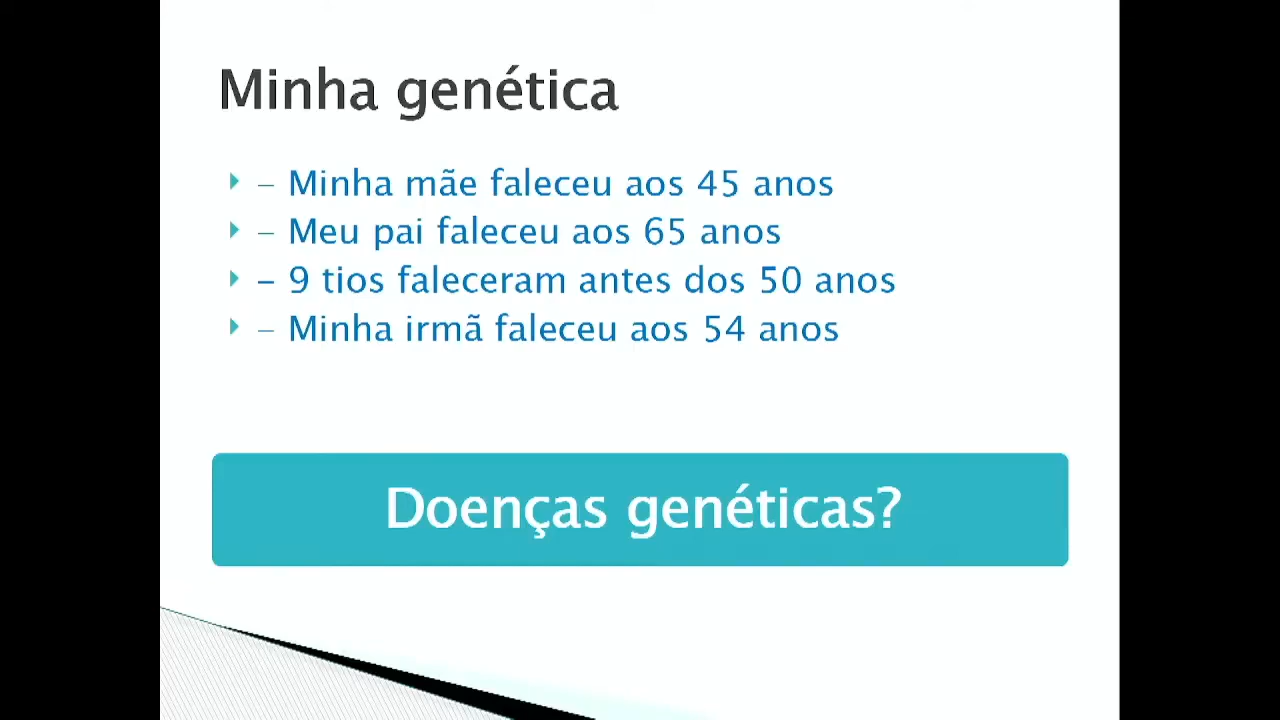 Minha genética
– Minha mãe faleceu aos 45 anos
– Meu pai faleceu aos 65 anos
– 9 tios faleceram antes dos 50 anos
– Minha irmã faleceu aos 54 anos
Doenças genéticas?